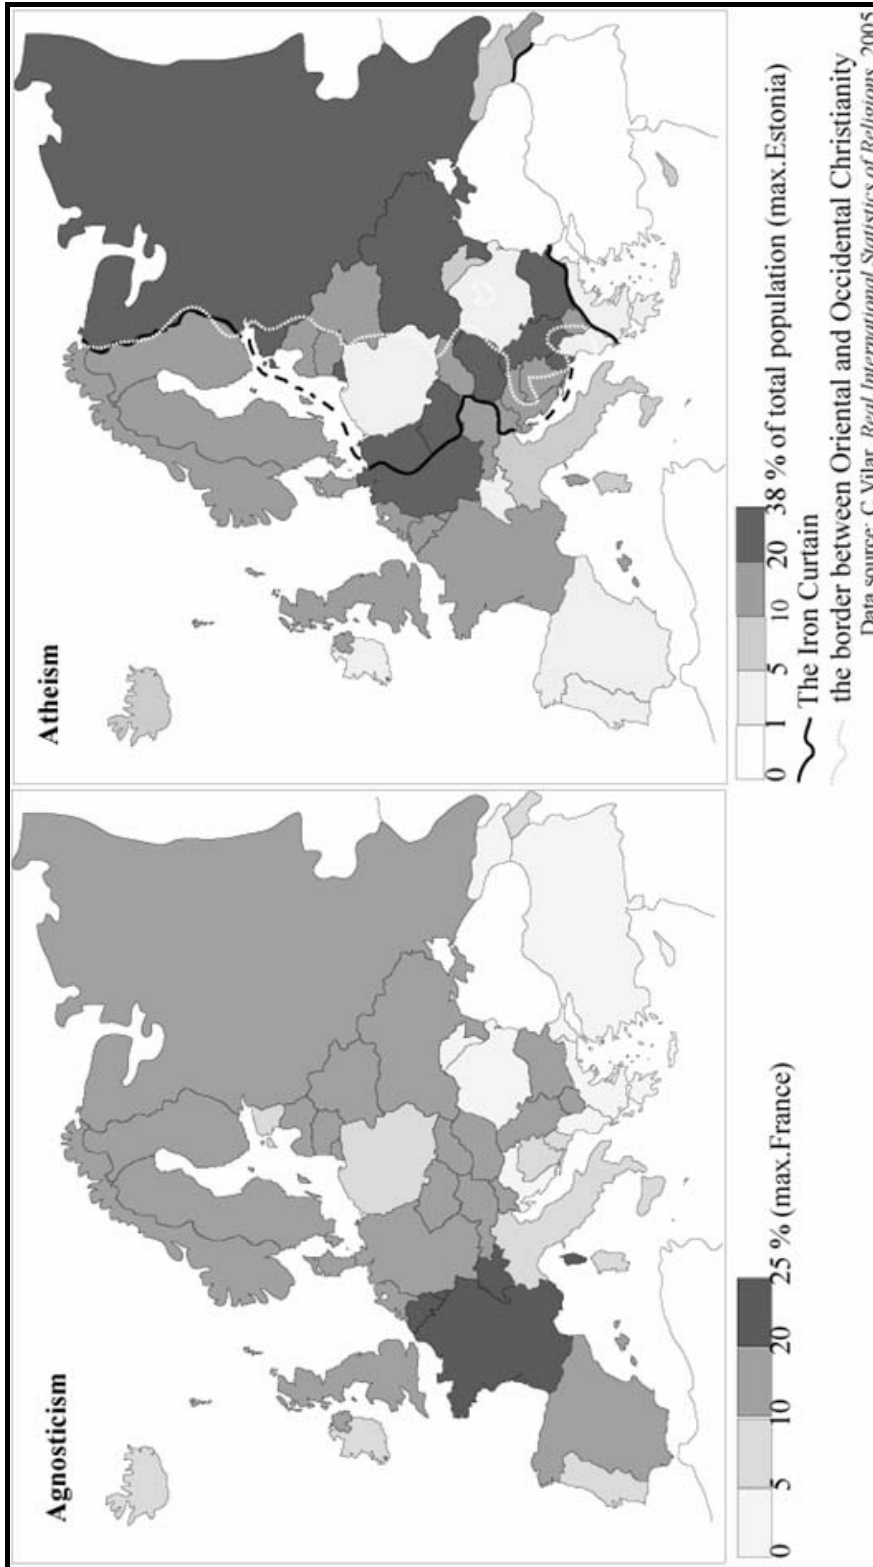 Agnosticism
0 5 10 20 25 % (max.France)
Atheism
0 1 5 10 20 38 % of total population (max.Estonia)
The Iron Curtain
the border between Oriental and Occidental Christianity
Data source: C.Vilar, Real International Statistics of Religions, 2005